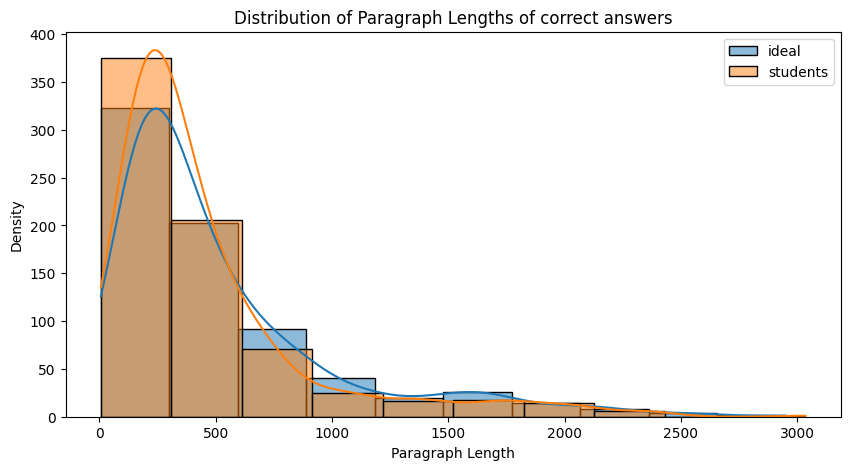 Distribution of Paragraph Lengths of correct answers
ideal
students
Density
400
350
300
250
200
150
100
50
0
0 500 1000 1500 2000 2500 3000
Paragraph Length